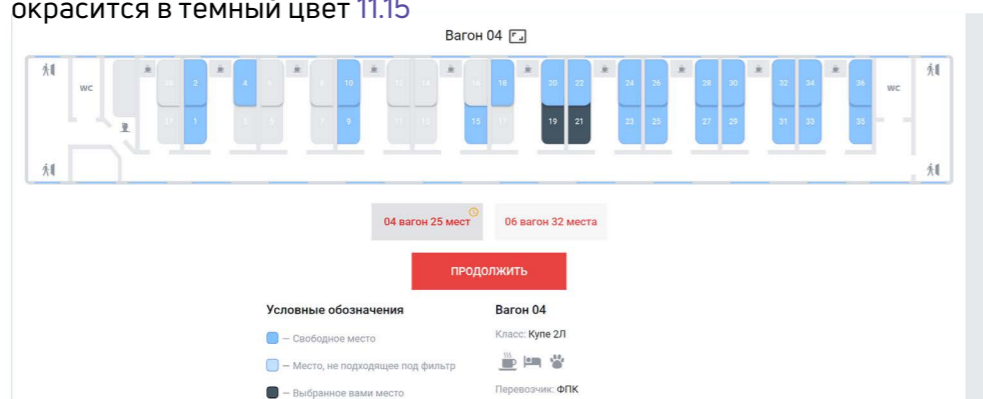 окрасится в темный цвет 11.15
Вагон 04
2 4 10 18 20 22 24 26 28 30 32 34 36
wc wc
1 9 15 19 21 23 25 27 29 31 33 35
04 вагон 25 мест 06 вагон 32 места
ПРОДОЛЖИТЬ
Условные обозначения Вагон 04
– Свободное место Класс: Купе 2Л
– Место, не подходящее под фильтр
– Выбранное вами место Перевозчик: ФПК